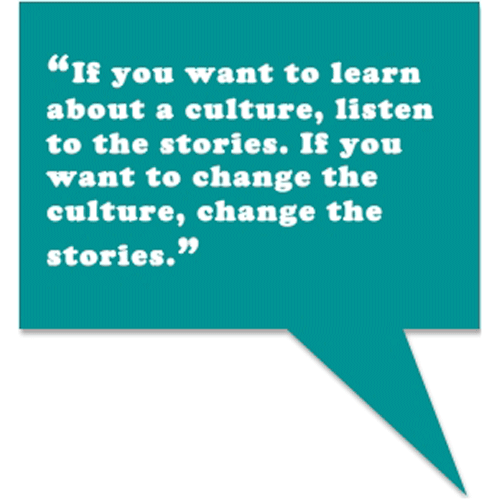 “If you want to learn
about a culture, listen
to the stories. If you
want to change the
culture, change the
stories.”